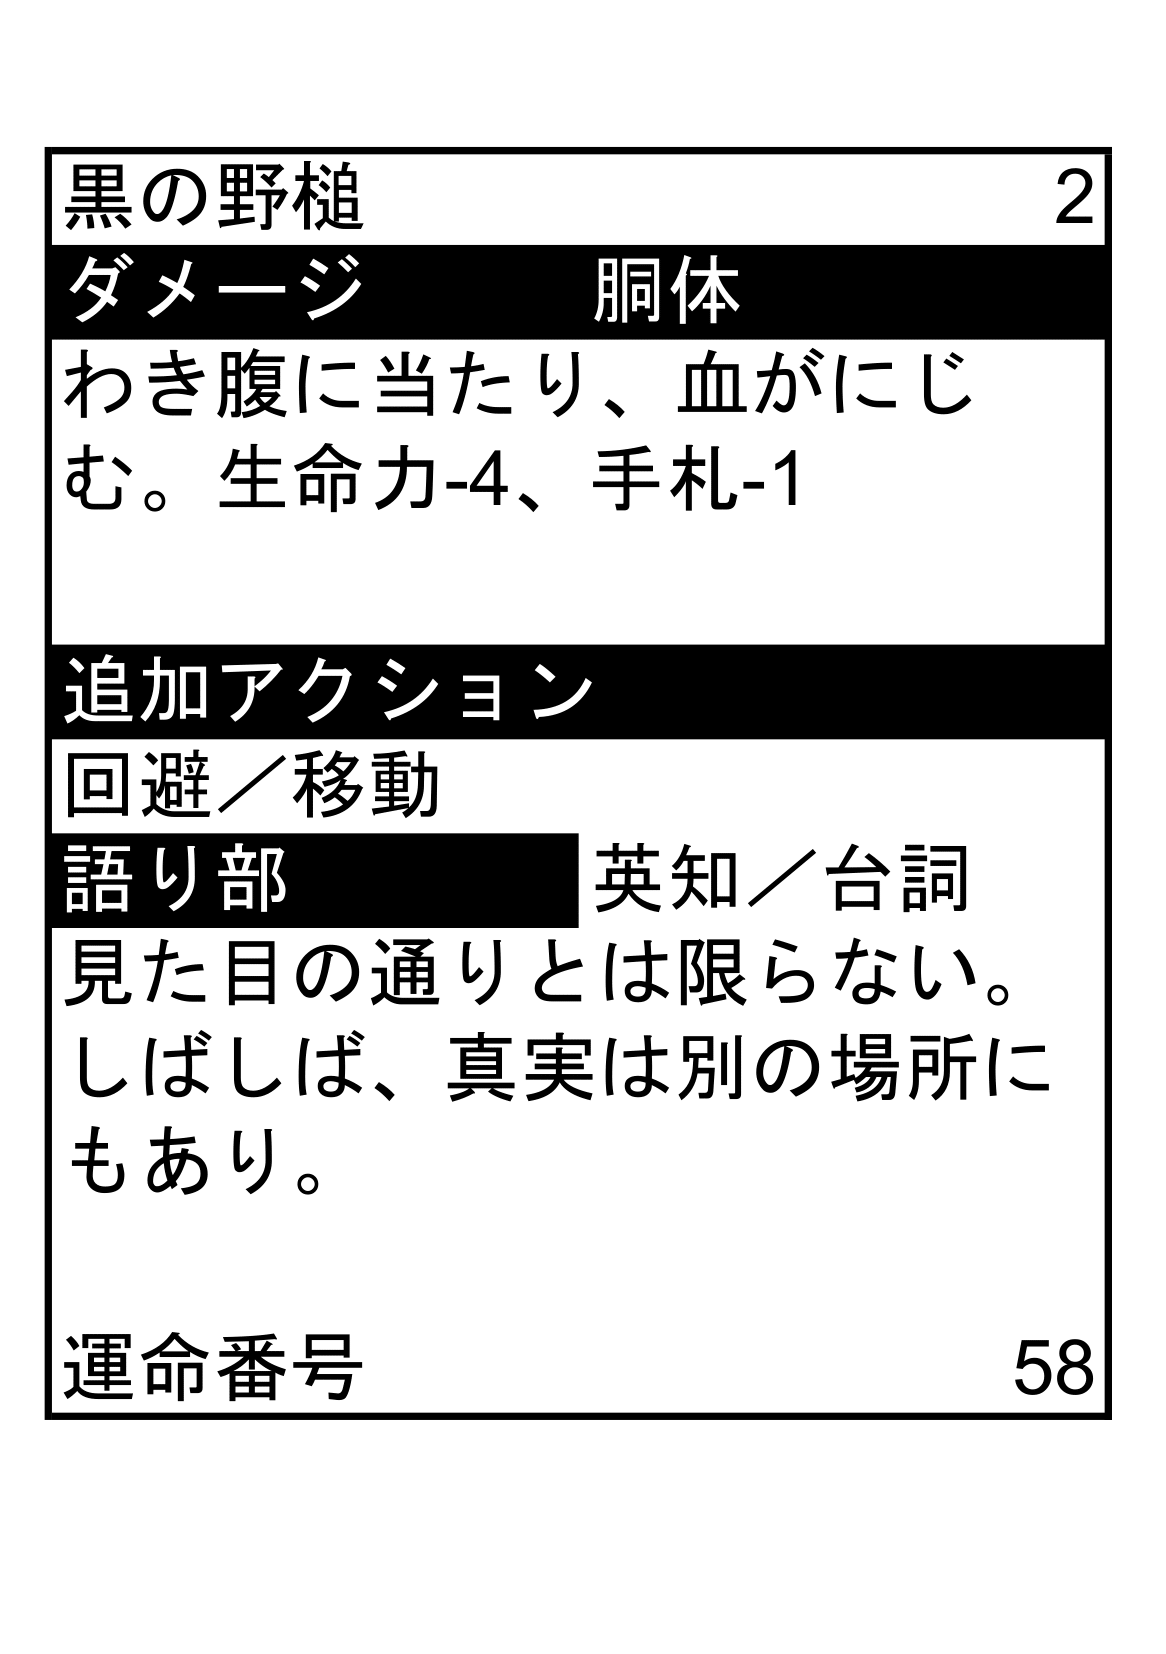 黒の野槌 2
ダメージ 胴体
わき腹に当たり、血がにじ
む。生命力-4、手札-1
追加アクション
回避／移動
語り部 英知／台詞
見た目の通りとは限らない。
しばしば、真実は別の場所に
もあり。
運命番号 58